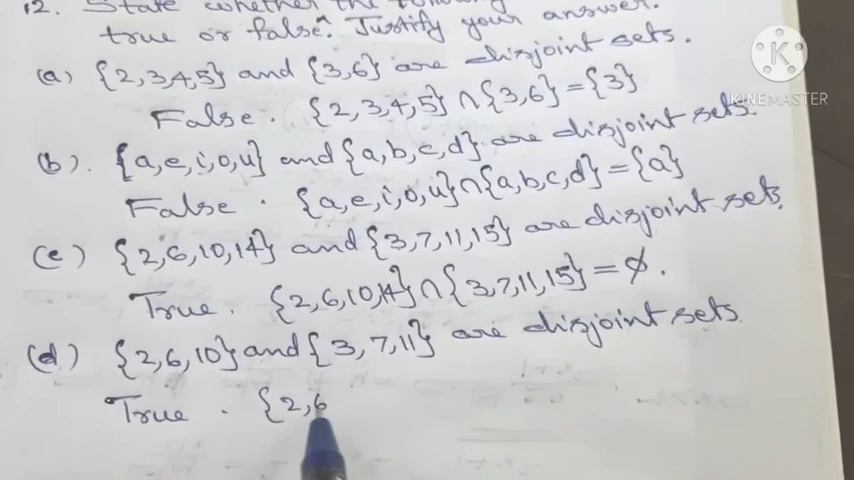 12. State whether the following
true or false. Justify your answer.
(a) {2,3,4,5} and {3,6} are disjoint sets.
False. {2,3,4,5} ∩ {3,6} = {3}
(b). {a,e,i,o,u} and {a,b,c,d} are disjoint sets.
False. {a,e,i,o,u} ∩ {a,b,c,d} = {a}
(c) {2,6,10,14} and {3,7,11,15} are disjoint sets.
True. {2,6,10,14} ∩ {3,7,11,15} = ∅.
(d) {2,6,10} and {3,7,11} are disjoint sets.
True. {2,6
KINEMASTER